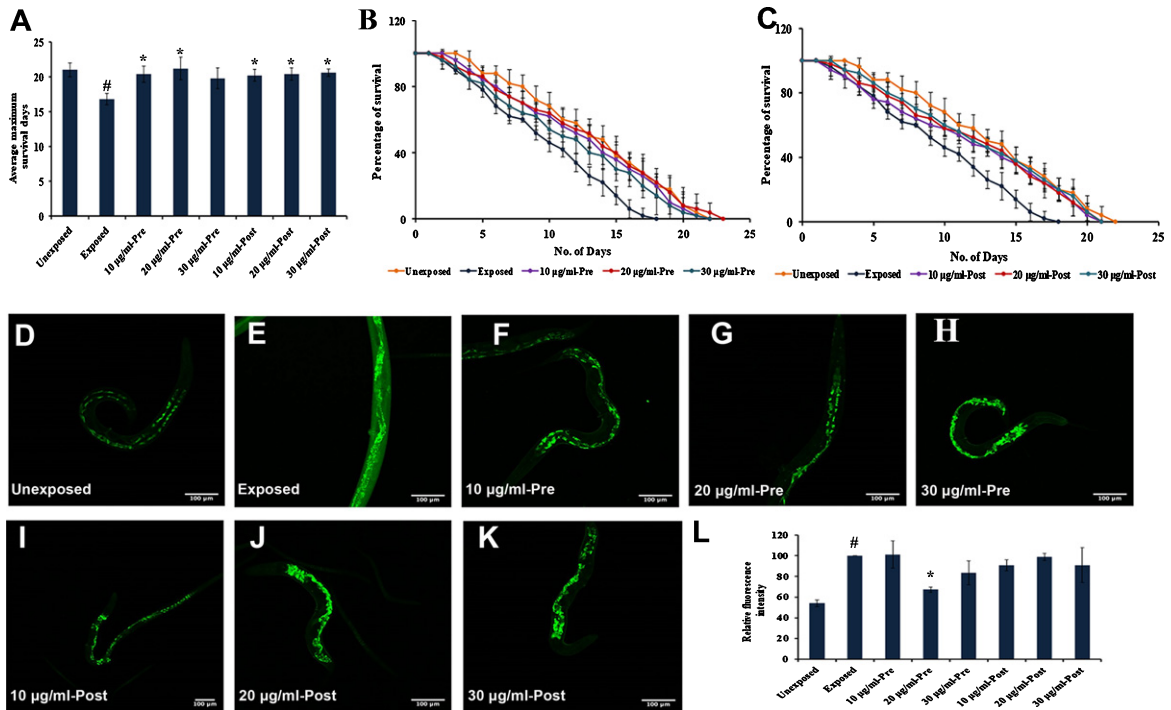 A
Average maximum
survival days
25
20
15
10
5
0
#
*
*
*
*
*
Unexposed
Exposed
10 µg/ml-Pre
20 µg/ml-Pre
30 µg/ml-Pre
10 µg/ml-Post
20 µg/ml-Post
30 µg/ml-Post
B
Percentage of survival
120
80
40
0
0 5 10 15 20 25
No. of Days
Unexposed Exposed 10 µg/ml-Pre 20 µg/ml-Pre 30 µg/ml-Pre
C
Percentage of survival
120
80
40
0
0 5 10 15 20 25
No. of Days
Unexposed Exposed 10 µg/ml-Post 20 µg/ml-Post 30 µg/ml-Post
D
Unexposed
100 µm
E
Exposed
100 µm
F
10 µg/ml-Pre
100 µm
G
20 µg/ml-Pre
100 µm
H
30 µg/ml-Pre
100 µm
I
10 µg/ml-Post
100 µm
J
20 µg/ml-Post
100 µm
K
30 µg/ml-Post
100 µm
L
Relative fluorescence
intensity
120
100
80
60
40
20
0
#
*
Unexposed
Exposed
10 µg/ml-Pre
20 µg/ml-Pre
30 µg/ml-Pre
10 µg/ml-Post
20 µg/ml-Post
30 µg/ml-Post